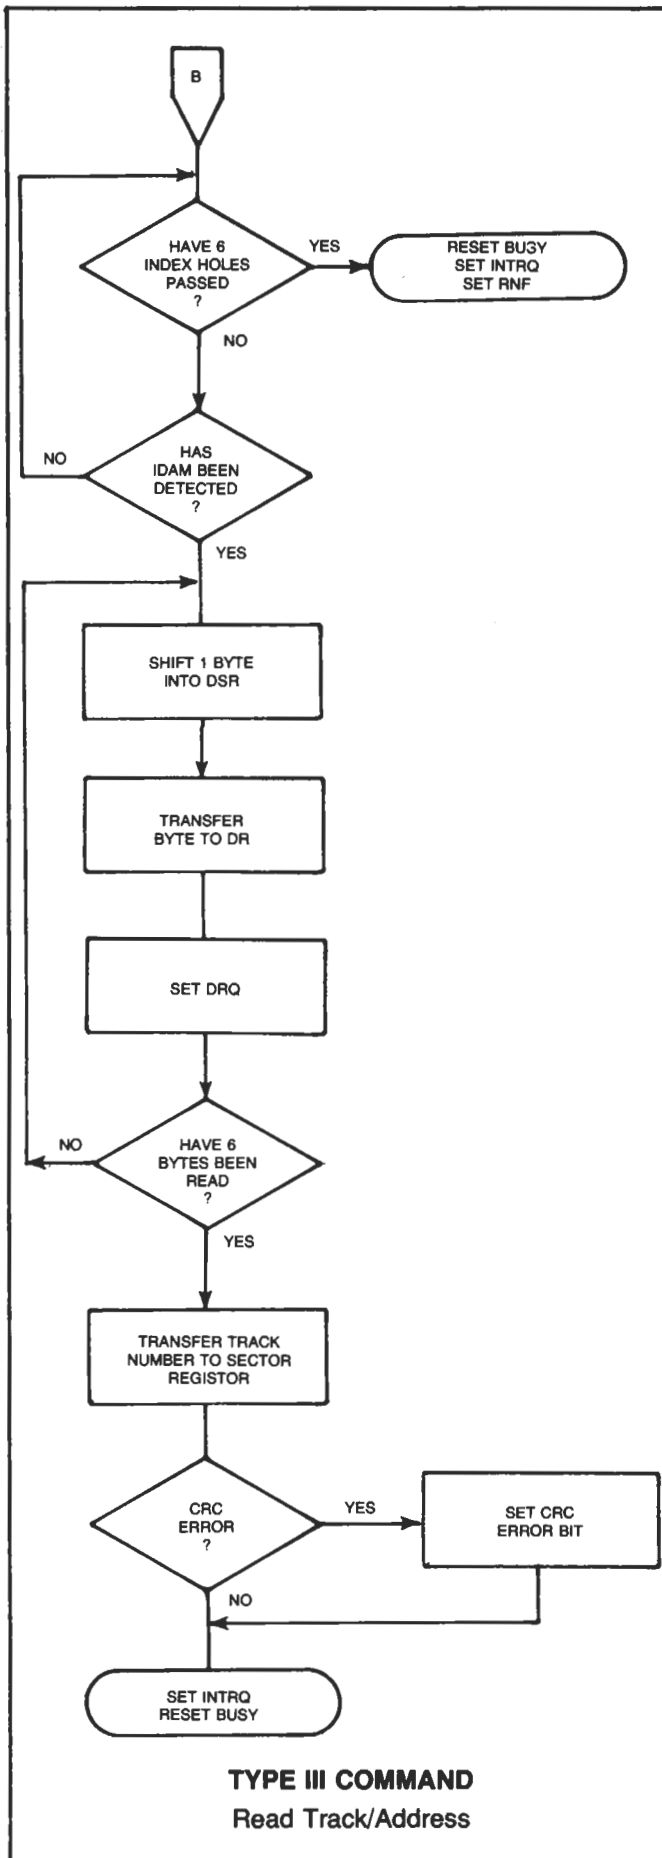 B
HAVE 6
INDEX HOLES
PASSED
?
YES
RESET BUSY
SET INTRQ
SET RNF
NO
HAS
IDAM BEEN
DETECTED
?
NO
YES
SHIFT 1 BYTE
INTO DSR
TRANSFER
BYTE TO DR
SET DRQ
HAVE 6
BYTES BEEN
READ
?
NO
YES
TRANSFER TRACK
NUMBER TO SECTOR
REGISTOR
CRC
ERROR
?
YES
SET CRC
ERROR BIT
NO
SET INTRQ
RESET BUSY
TYPE III COMMAND
Read Track/Address